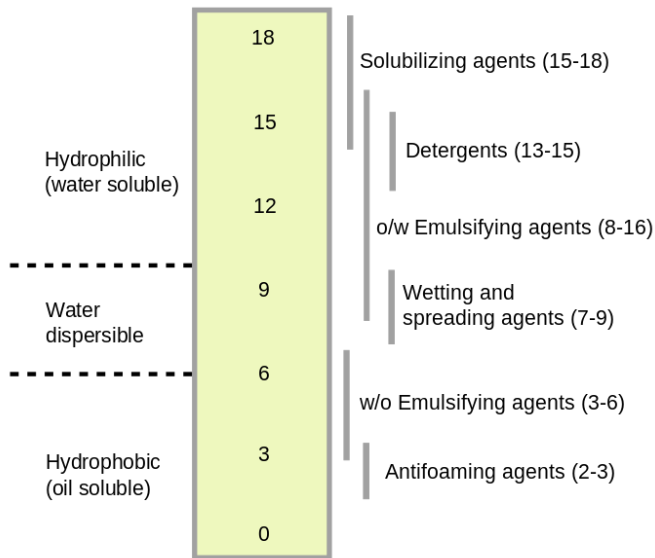 18
Solubilizing agents (15-18)
15
Detergents (13-15)
Hydrophilic
(water soluble)
12
o/w Emulsifying agents (8-16)
9
Wetting and
spreading agents (7-9)
Water
dispersible
6
w/o Emulsifying agents (3-6)
3
Hydrophobic
(oil soluble)
Antifoaming agents (2-3)
0